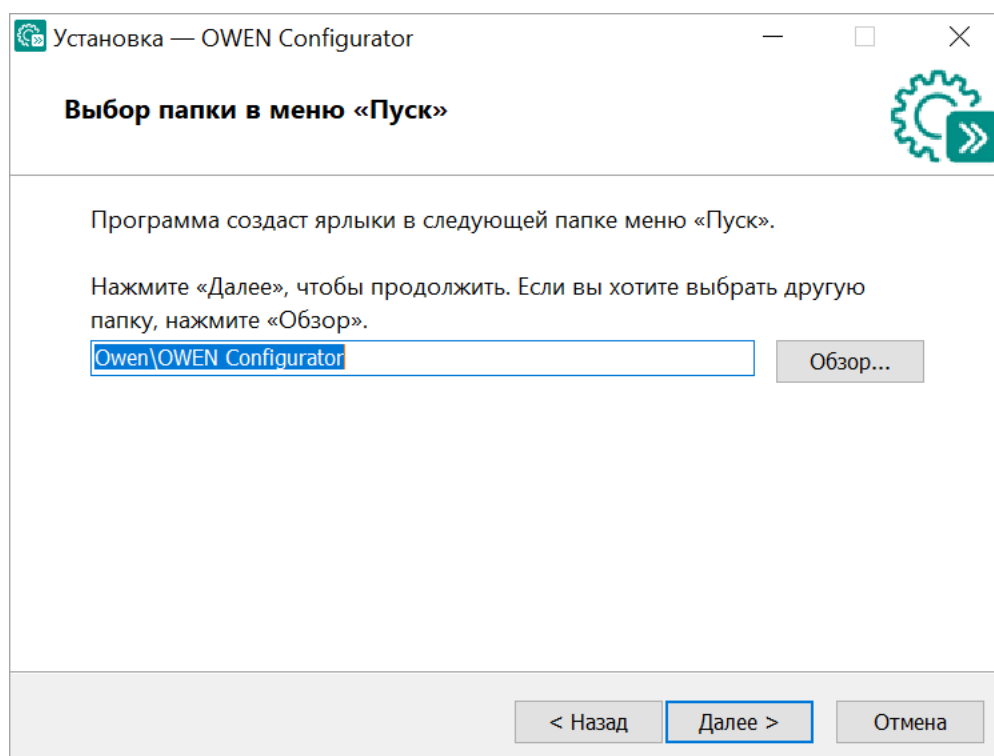 Установка — OWEN Configurator
Выбор папки в меню «Пуск»
Программа создаст ярлыки в следующей папке меню «Пуск».
Нажмите «Далее», чтобы продолжить. Если вы хотите выбрать другую
папку, нажмите «Обзор».
Owen\OWEN Configurator
Обзор...
< Назад
Далее >
Отмена